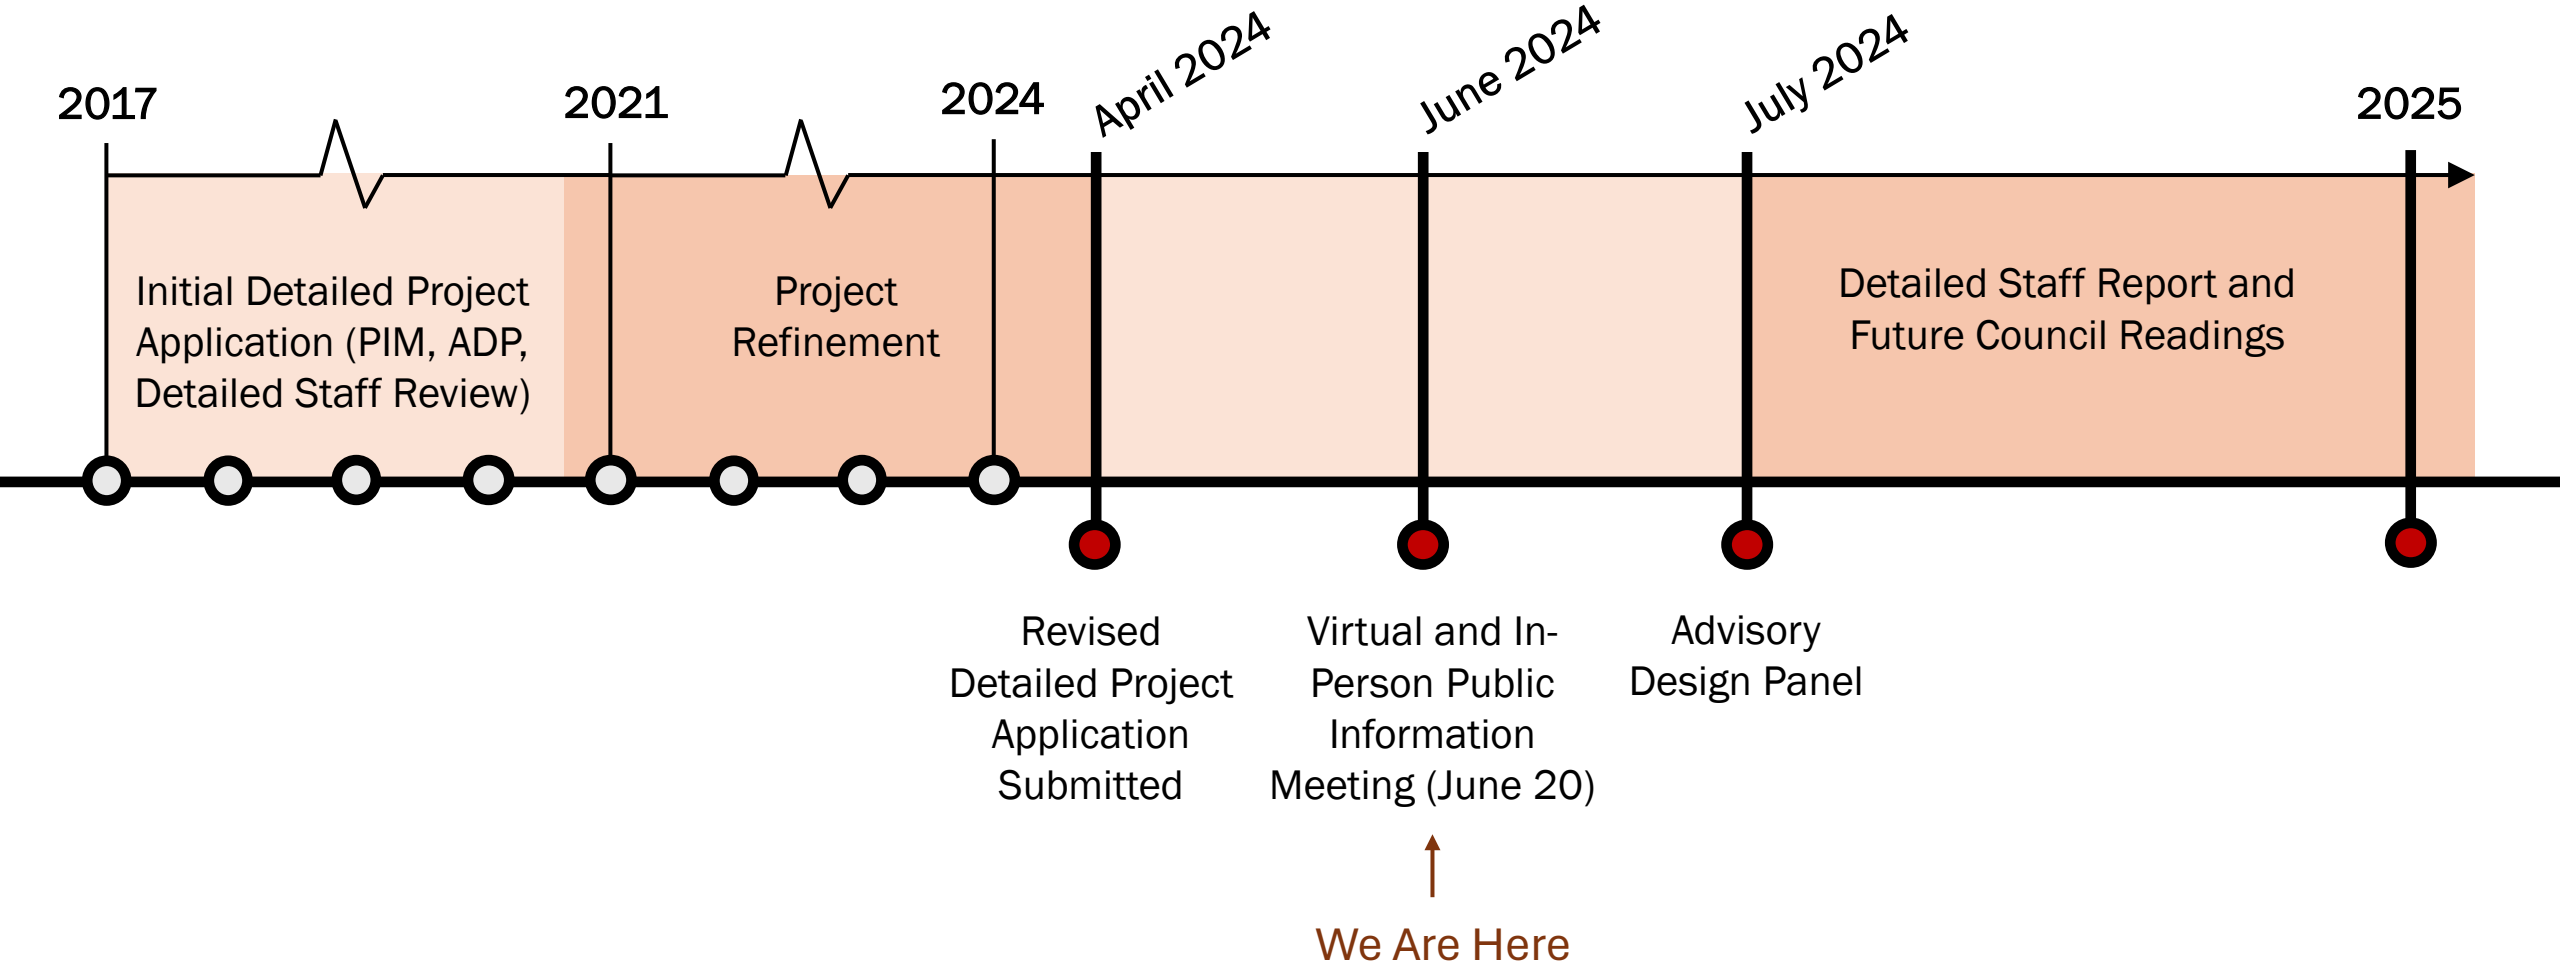 2017
2021
2024
April 2024
June 2024
July 2024
2025
Initial Detailed Project
Application (PIM, ADP,
Detailed Staff Review)
Project
Refinement
Detailed Staff Report and
Future Council Readings
Revised
Detailed Project
Application
Submitted
Virtual and In-
Person Public
Information
Meeting (June 20)
Advisory
Design Panel
We Are Here